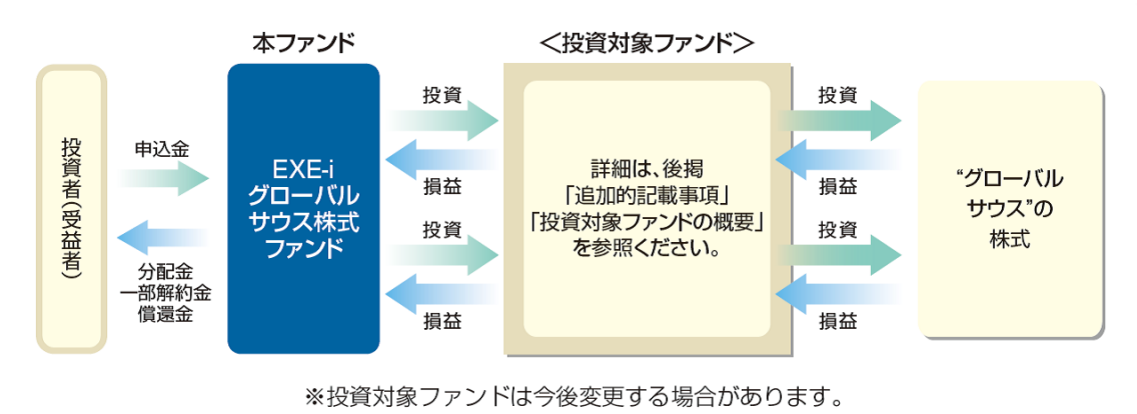 本ファンド
＜投資対象ファンド＞
投資者(受益者)
申込金
分配金
一部解約金
償還金
EXE-i
グローバル
サウス株式
ファンド
投資
損益
投資
損益
詳細は、後掲
「追加的記載事項」
「投資対象ファンドの概要」
を参照ください。
投資
損益
投資
損益
“グローバル
サウス”の
株式
※投資対象ファンドは今後変更する場合があります。